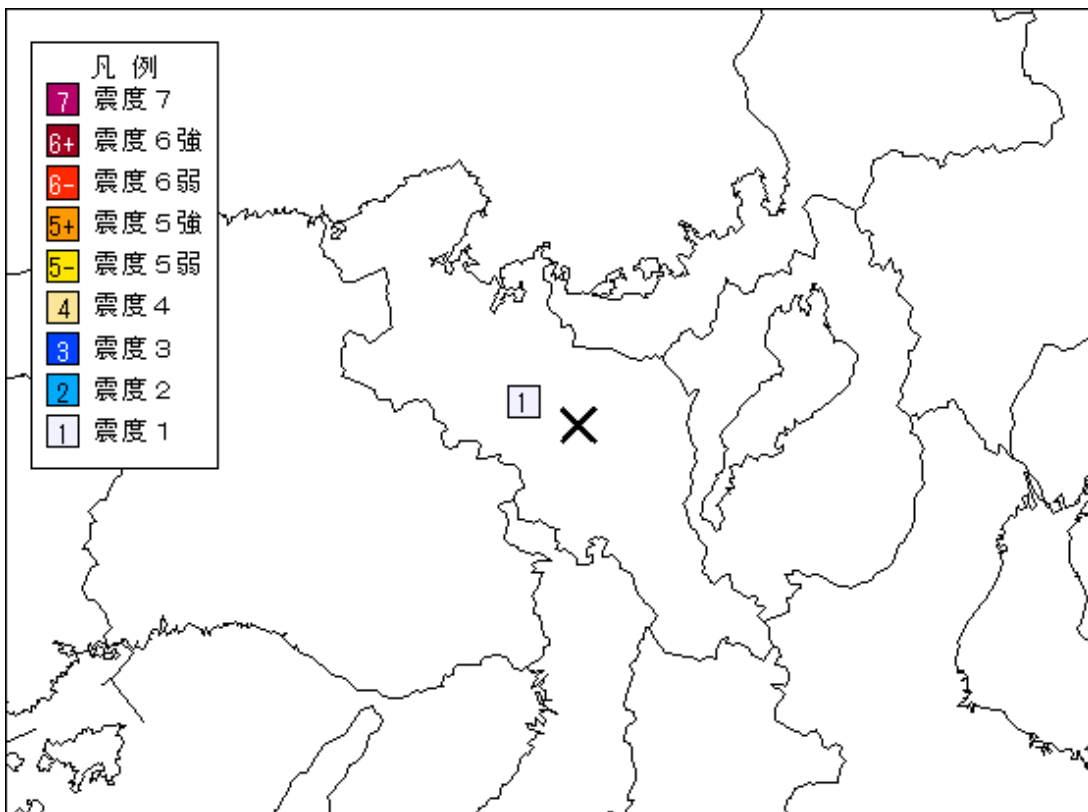 凡 例
7 震度７
6+ 震度６強
6- 震度６弱
5+ 震度５強
5- 震度５弱
4 震度４
3 震度３
2 震度２
1 震度１
1